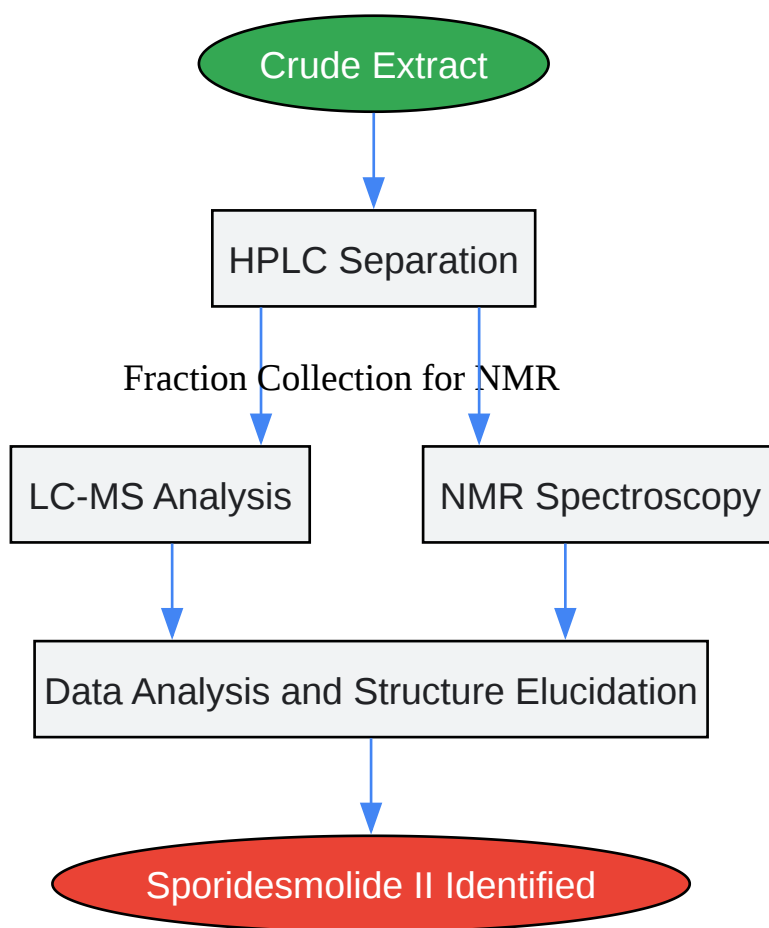 Crude Extract
HPLC Separation
Fraction Collection for NMR
LC-MS Analysis
NMR Spectroscopy
Data Analysis and Structure Elucidation
Sporidesmolide II Identified